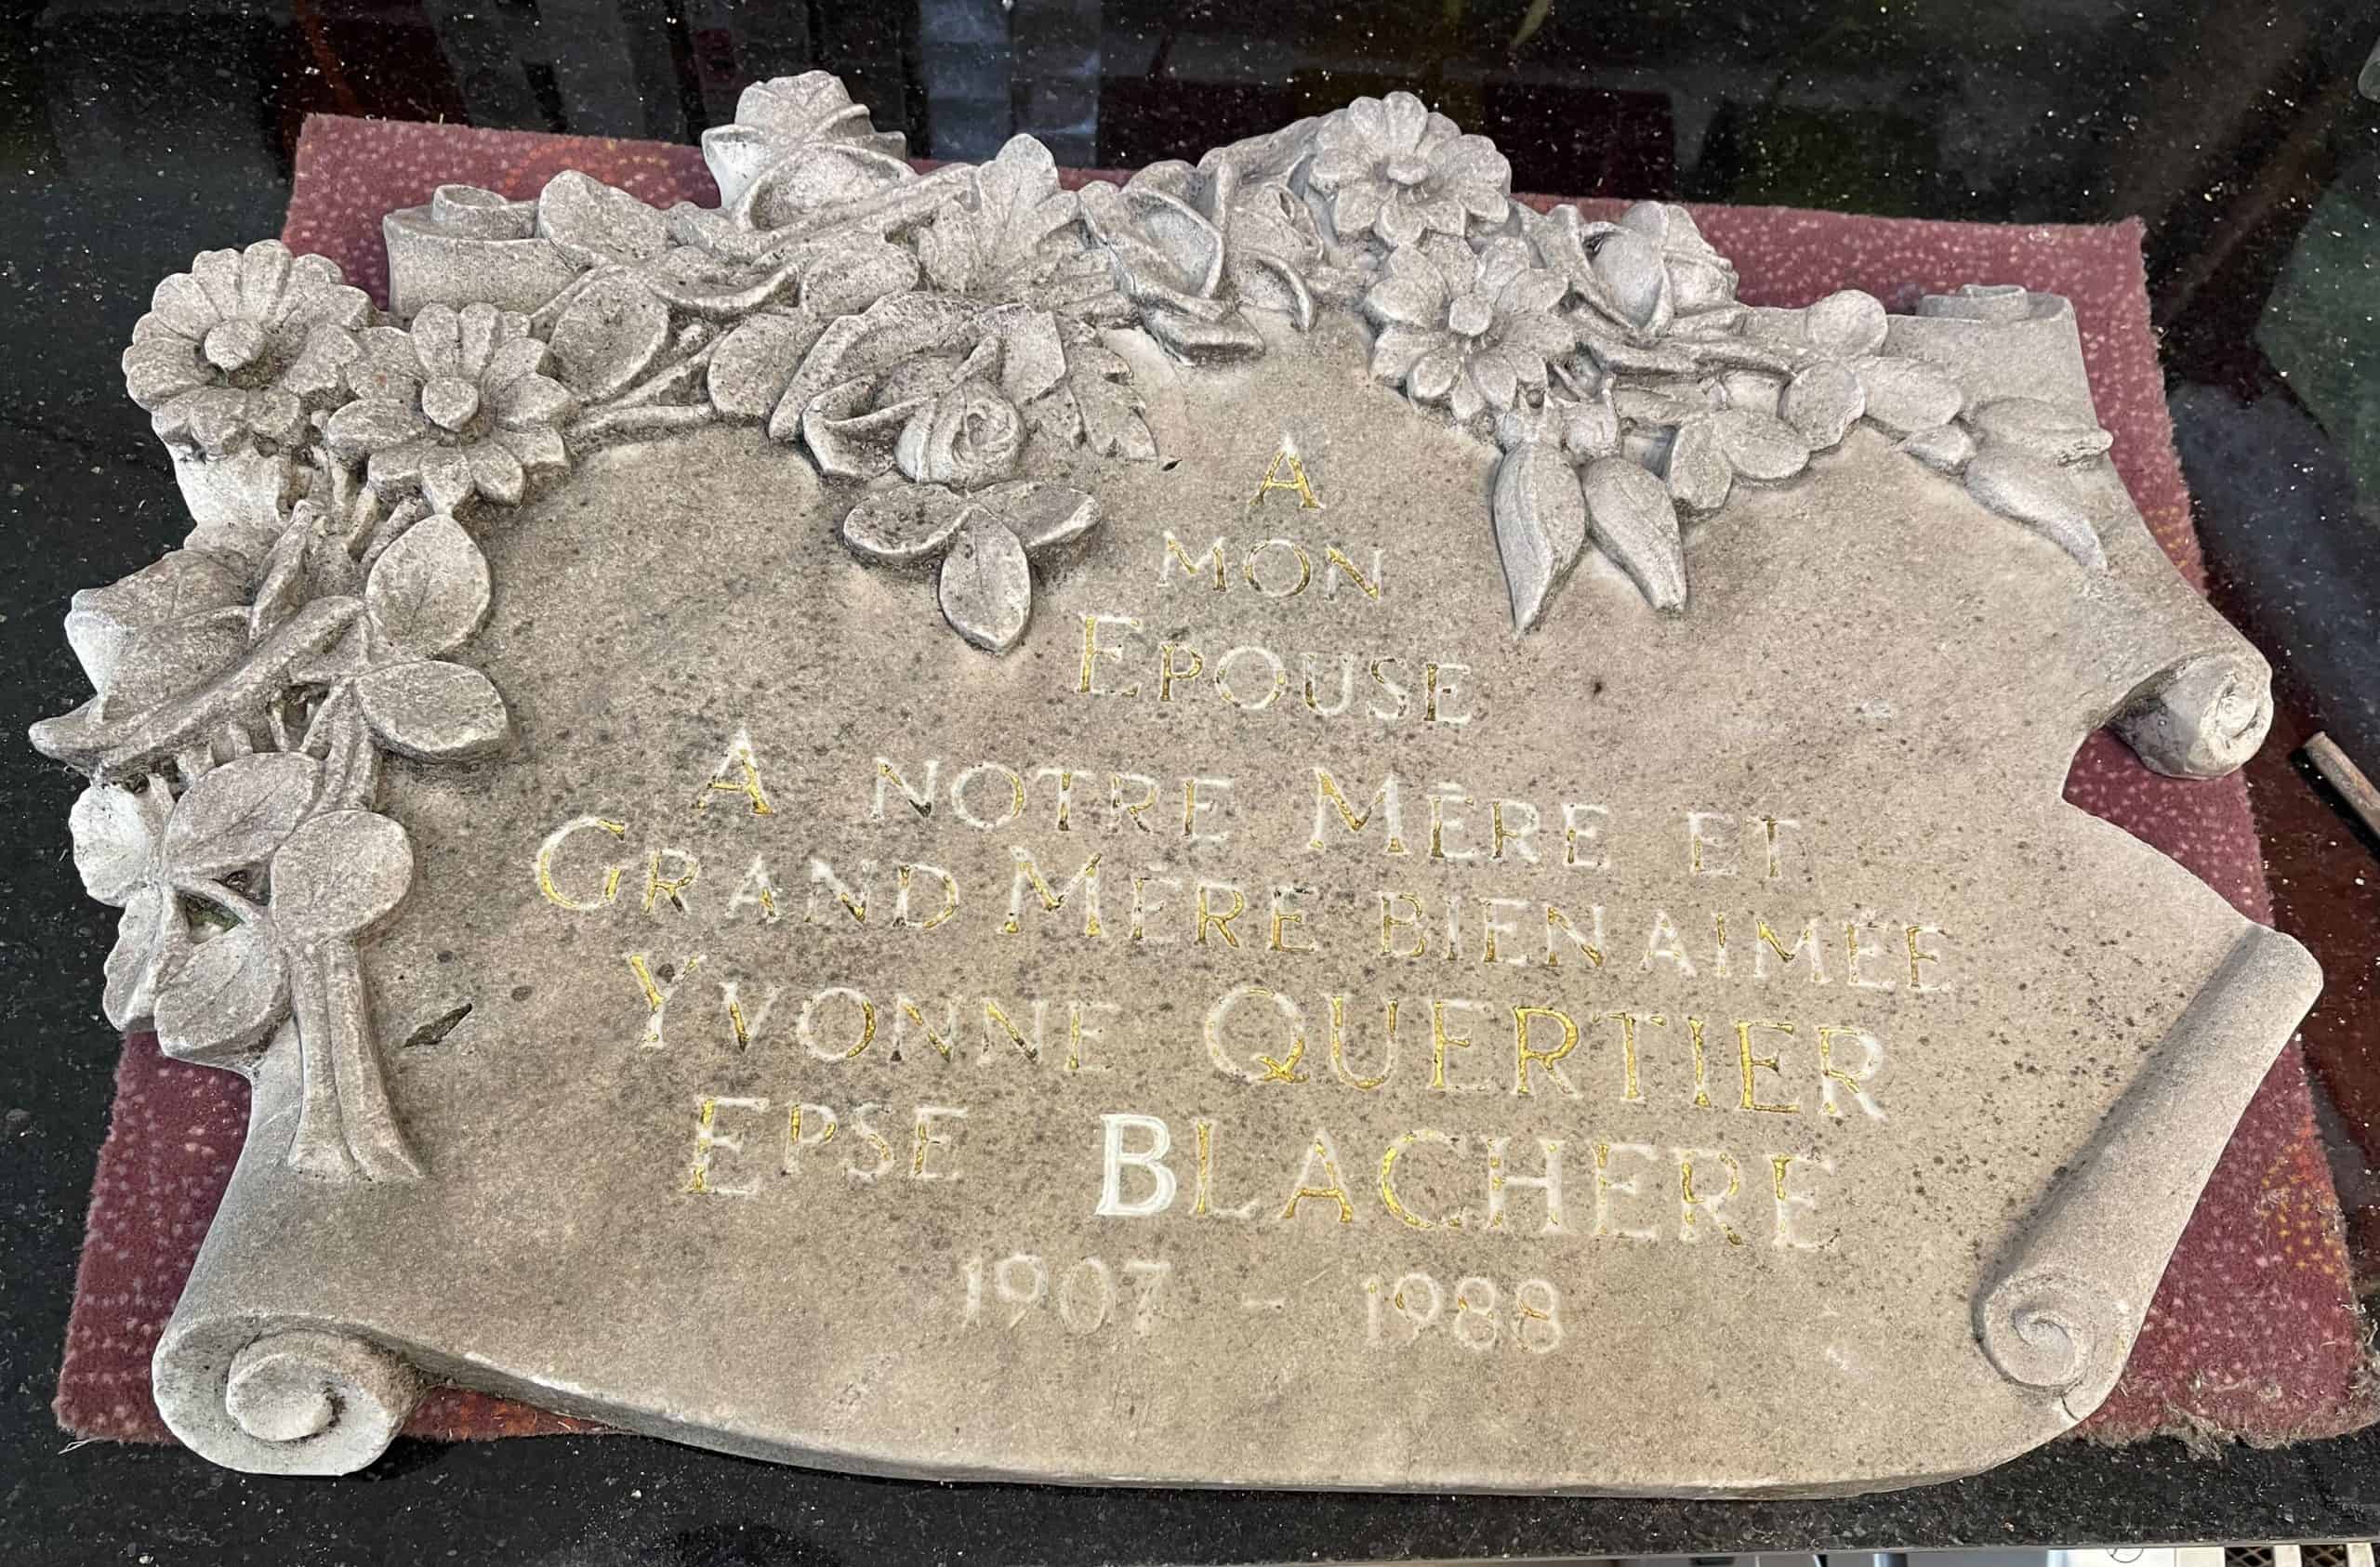 A
MON
EPOUSE
A NOTRE MÈRE ET
GRAND MÈRE BIEN AIMÉE
YVONNE QUERTIER
EPSE BLACHERE
1907 - 1988